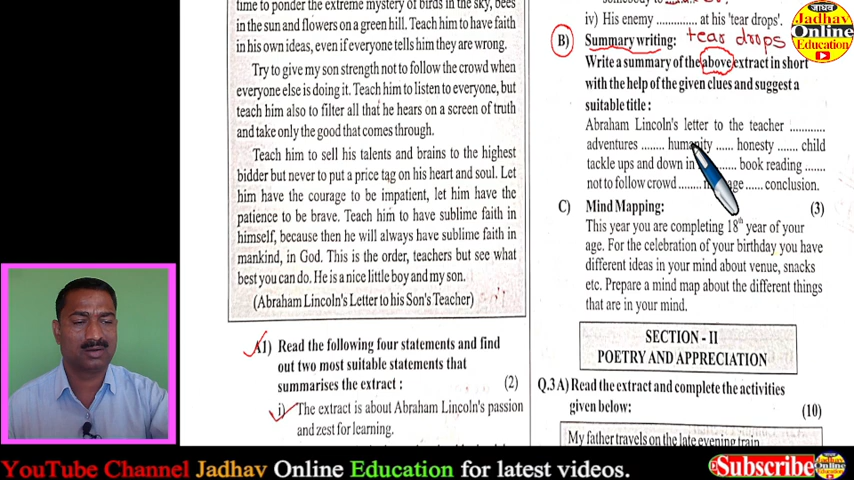 time to ponder the extreme mystery of birds in the sky, bees
in the sun and flowers on a green hill. Teach him to have faith
in his own ideas, even if everyone tells him they are wrong.
Try to give my son strength not to follow the crowd when
everyone else is doing it. Teach him to listen to everyone, but
teach him also to filter all that he hears on a screen of truth
and take only the good that comes through.
Teach him to sell his talents and brains to the highest
bidder but never to put a price tag on his heart and soul. Let
him have the courage to be impatient, let him have the
patience to be brave. Teach him to have sublime faith in
himself, because then he will always have sublime faith in
mankind, in God. This is the order, teachers but see what
best you can do. He is a nice little boy and my son.
(Abraham Lincoln's Letter to his Son's Teacher)
A1) Read the following four statements and find
out two most suitable statements that
summarises the extract : (2)
i) The extract is about Abraham Lincoln's passion
and zest for learning.
iv) His enemy ............. at his 'tear drops'.
tear drops
B) Summary writing:
Write a summary of the above extract in short
with the help of the given clues and suggest a
suitable title :
Abraham Lincoln's letter to the teacher ............
adventures ........ humanity ...... honesty ....... child
tackle ups and down in ...... book reading .......
not to follow crowd ........ ...... conclusion.
C) Mind Mapping: (3)
This year you are completing 18th year of your
age. For the celebration of your birthday you have
different ideas in your mind about venue, snacks
etc. Prepare a mind map about the different things
that are in your mind.
SECTION - II
POETRY AND APPRECIATION
Q.3A) Read the extract and complete the activities
given below: (10)
My father travels on the late evening train
जाधव
Jadhav
Online
Education
YouTube Channel Jadhav Online Education for latest videos.
Subscribe